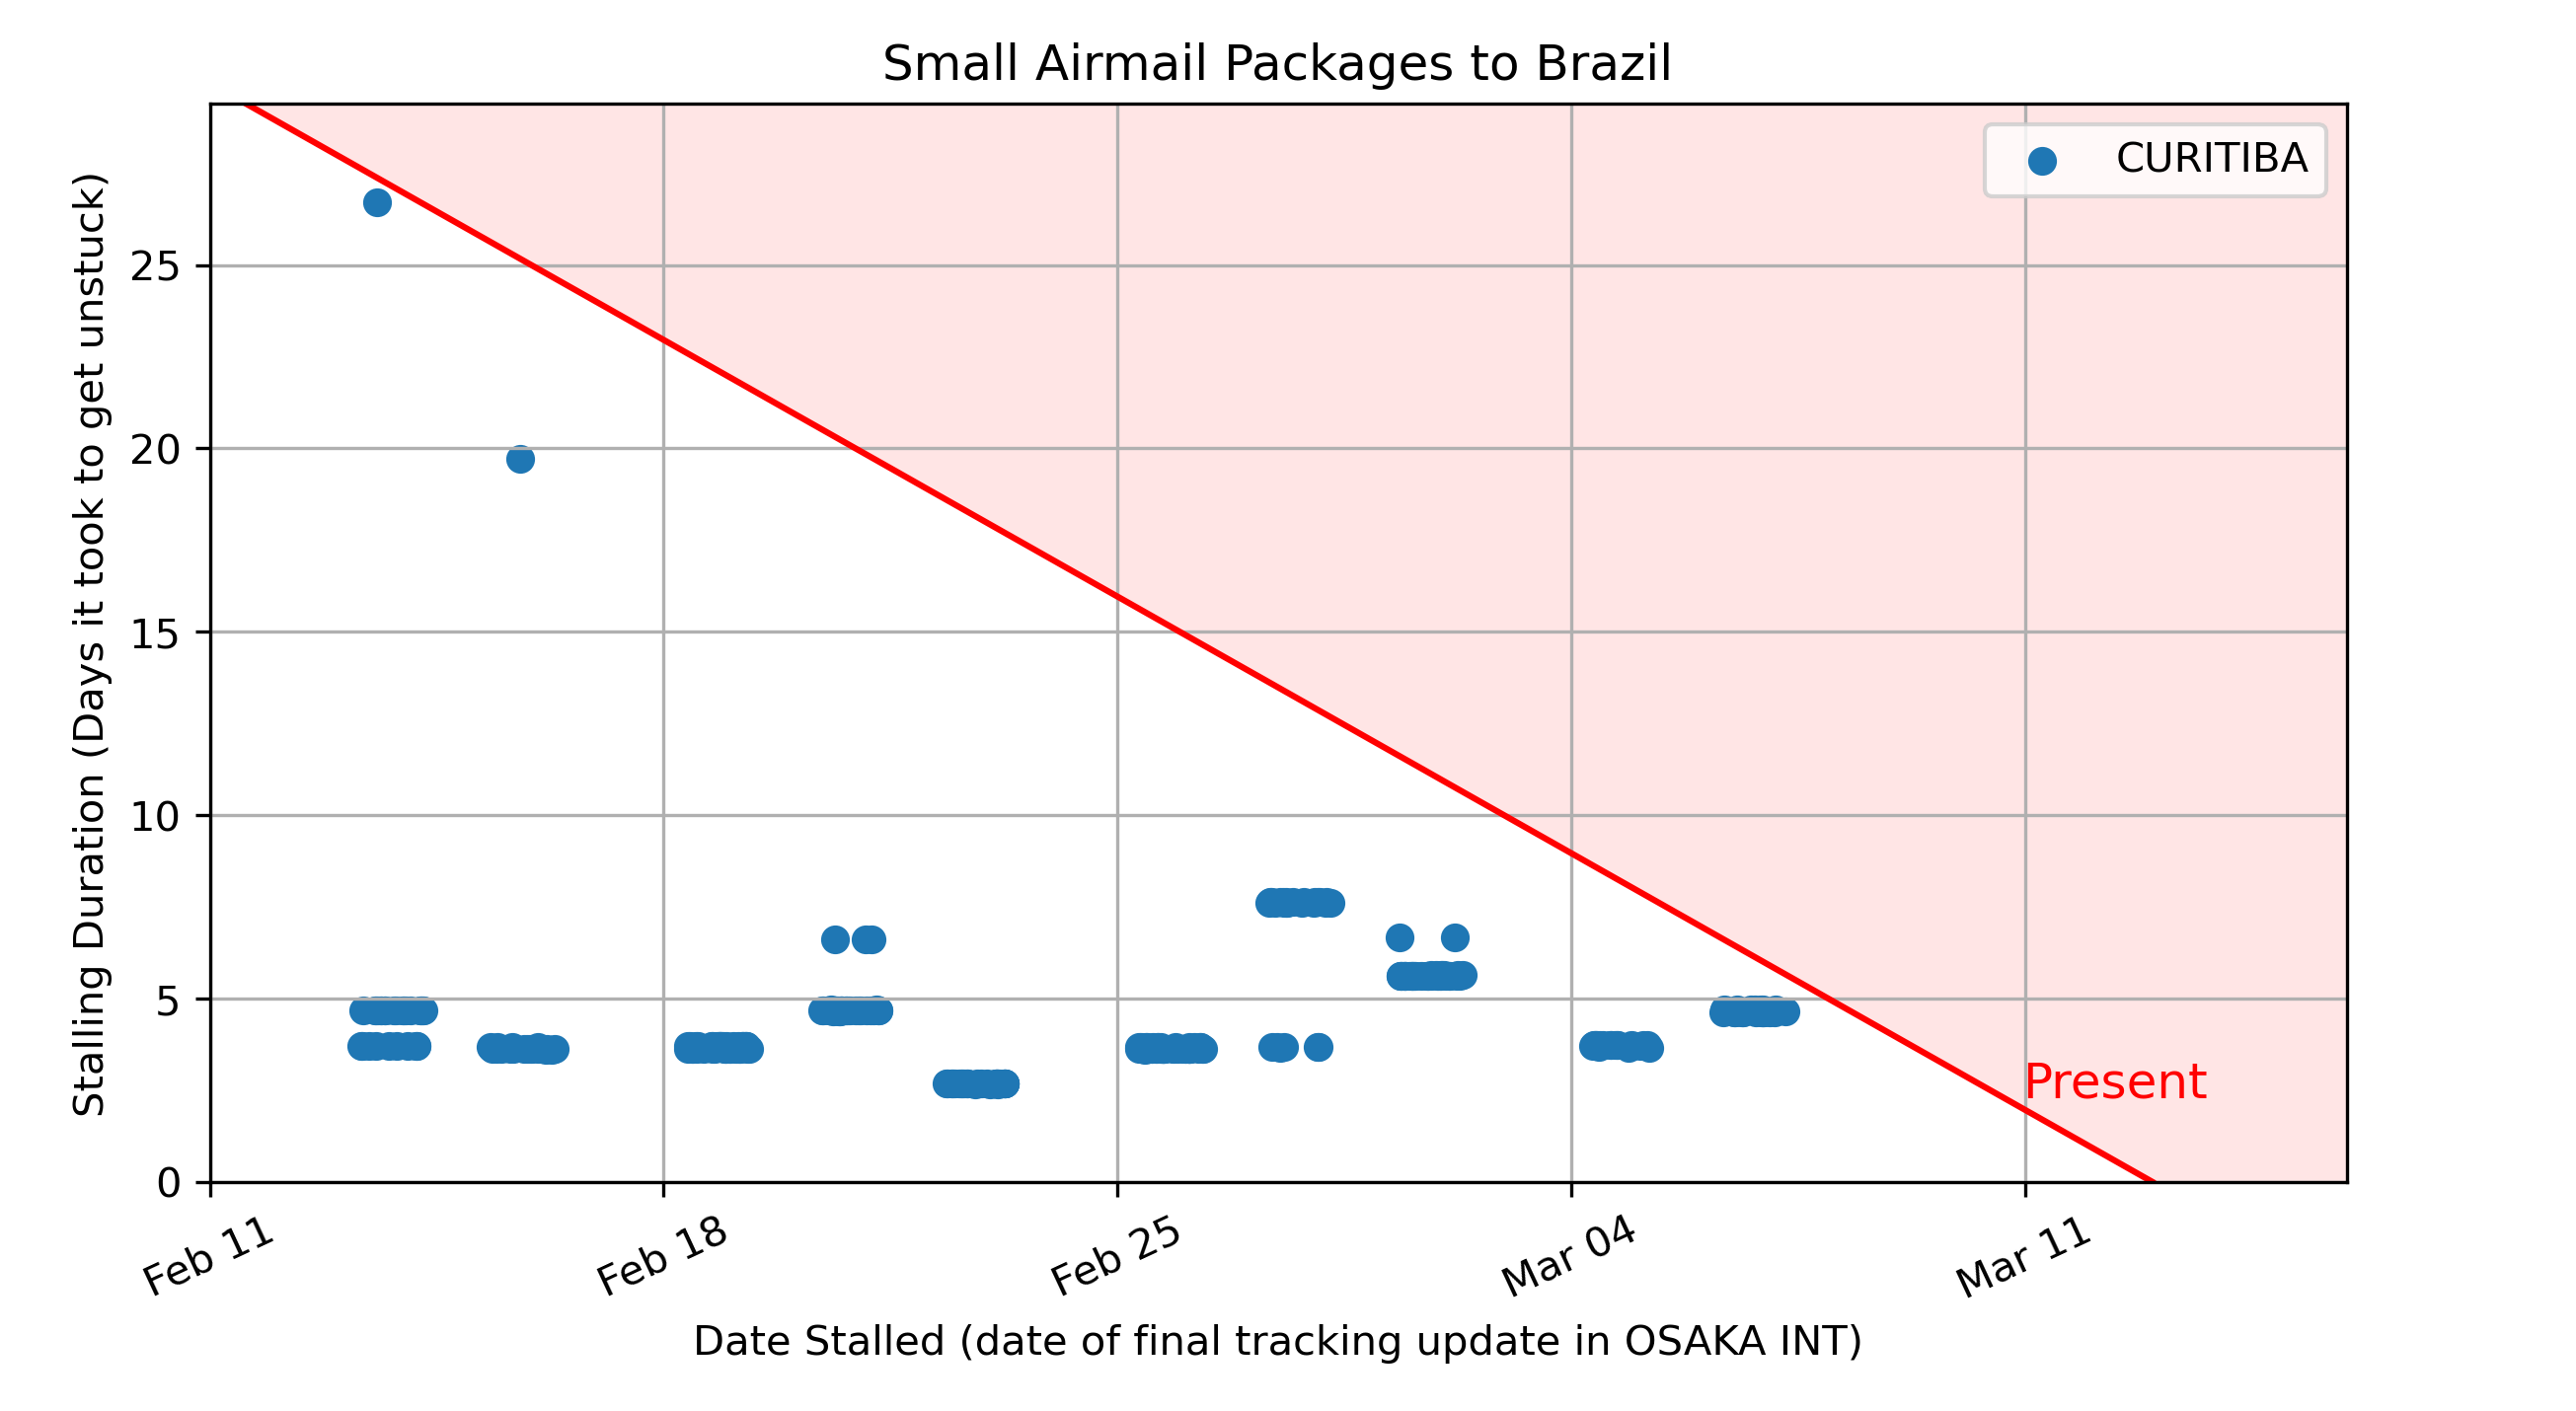 Small Airmail Packages to Brazil
CURITIBA
Stalling Duration (Days it took to get unstuck)
25
20
15
10
5
0
Present
Feb 11
Feb 18
Feb 25
Mar 04
Mar 11
Date Stalled (date of final tracking update in OSAKA INT)